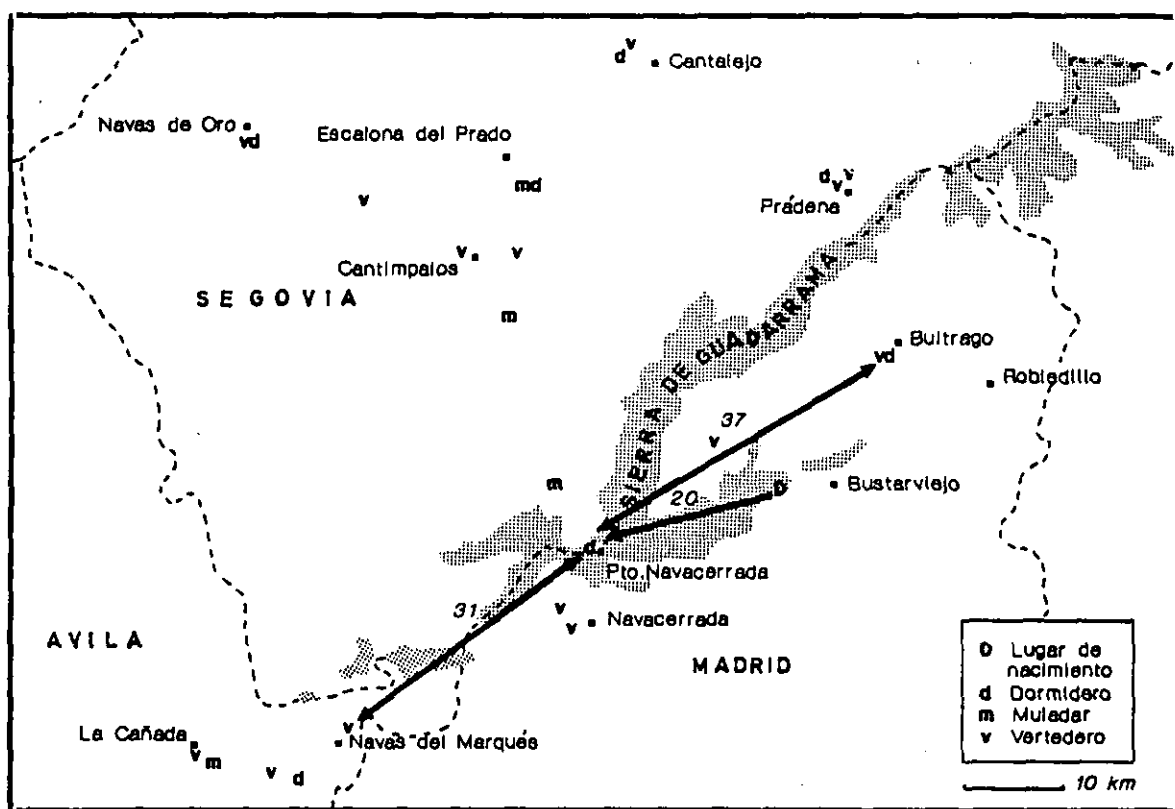 v
d
Cantalejo
Navas de Oro
vd
Escalona del Prado
md
d v
v
Prádena
v
v
v
Cantimpalos
SEGOVIA
m
SIERRA DE GUADARRAMA
Buitrago
vd
Robledillo
37
v
m
20
D
Bustarviejo
d
Pto. Navacerrada
31
v
v
Navacerrada
AVILA
MADRID
La Cañada
v m
v
Navas del Marqués
v d
D Lugar de
nacimiento
d Dormidero
m Muladar
v Vertedero
10 km